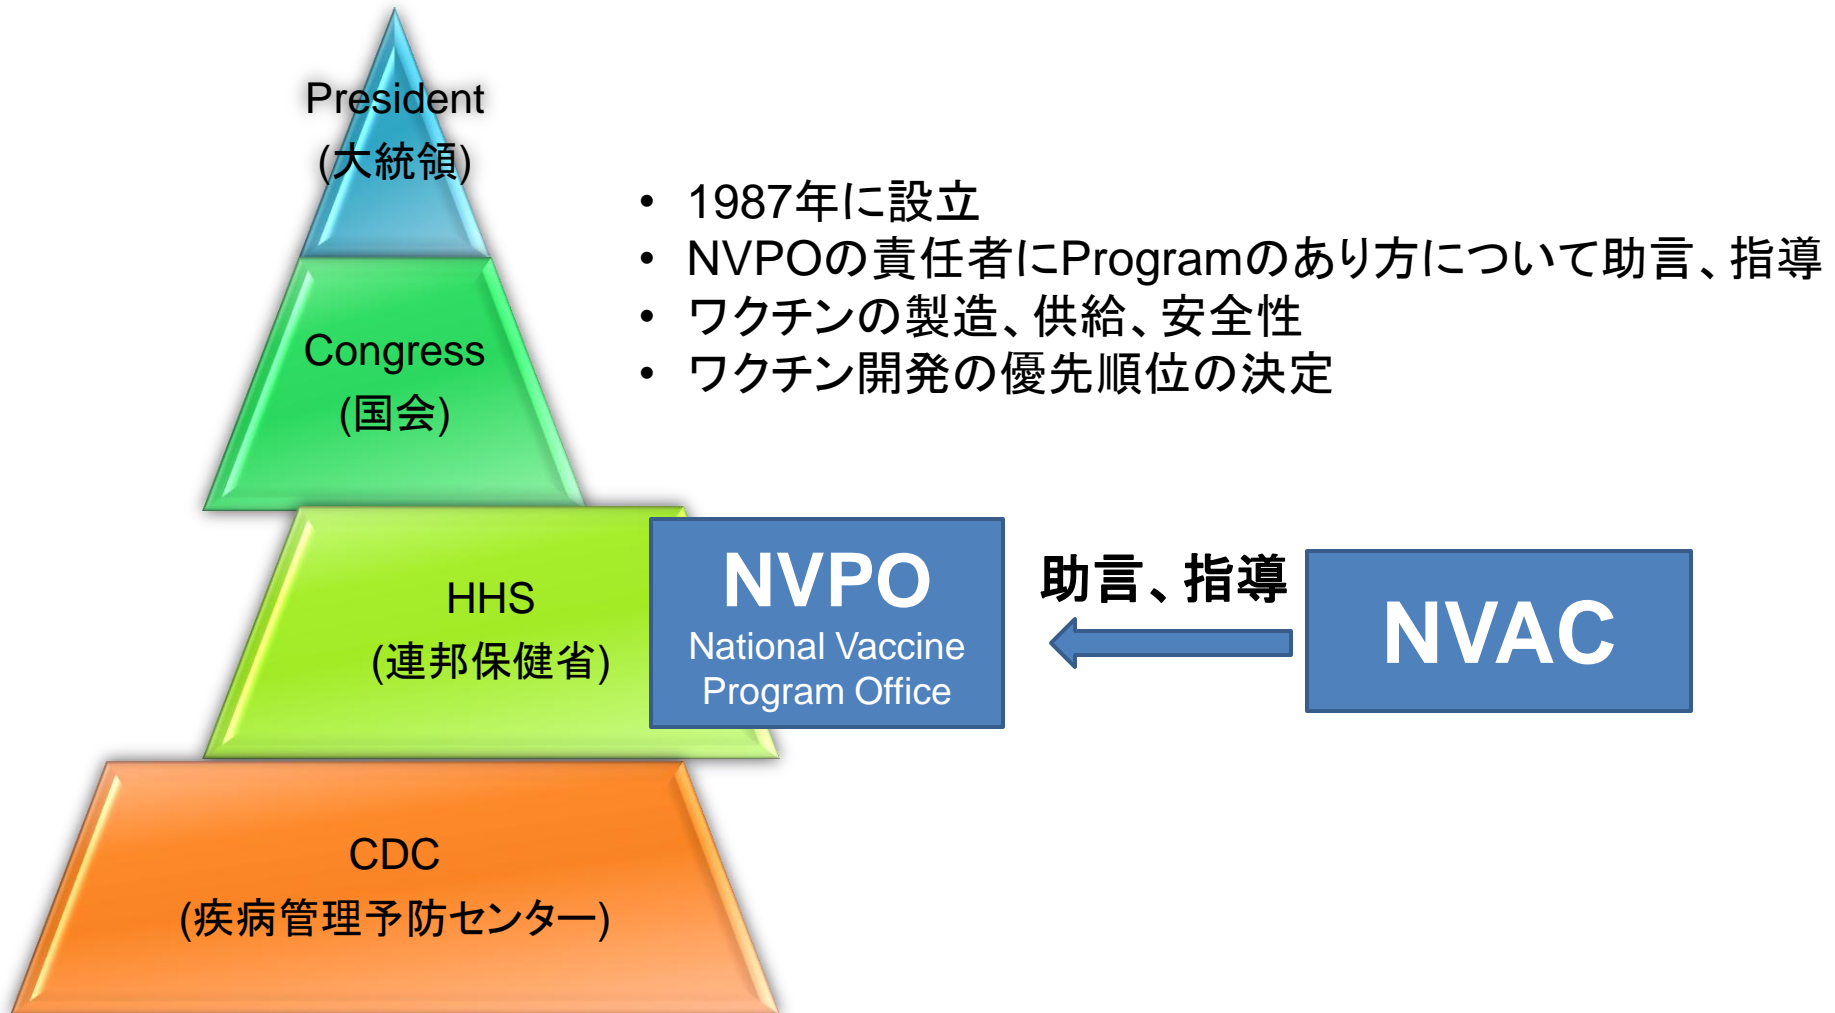 President
(大統領)
• 1987年に設立
• NVPOの責任者にProgramのあり方について助言、指導
• ワクチンの製造、供給、安全性
• ワクチン開発の優先順位の決定
Congress
(国会)
HHS
(連邦保健省)
NVPO
National Vaccine
Program Office
助言、指導
NVAC
CDC
(疾病管理予防センター)